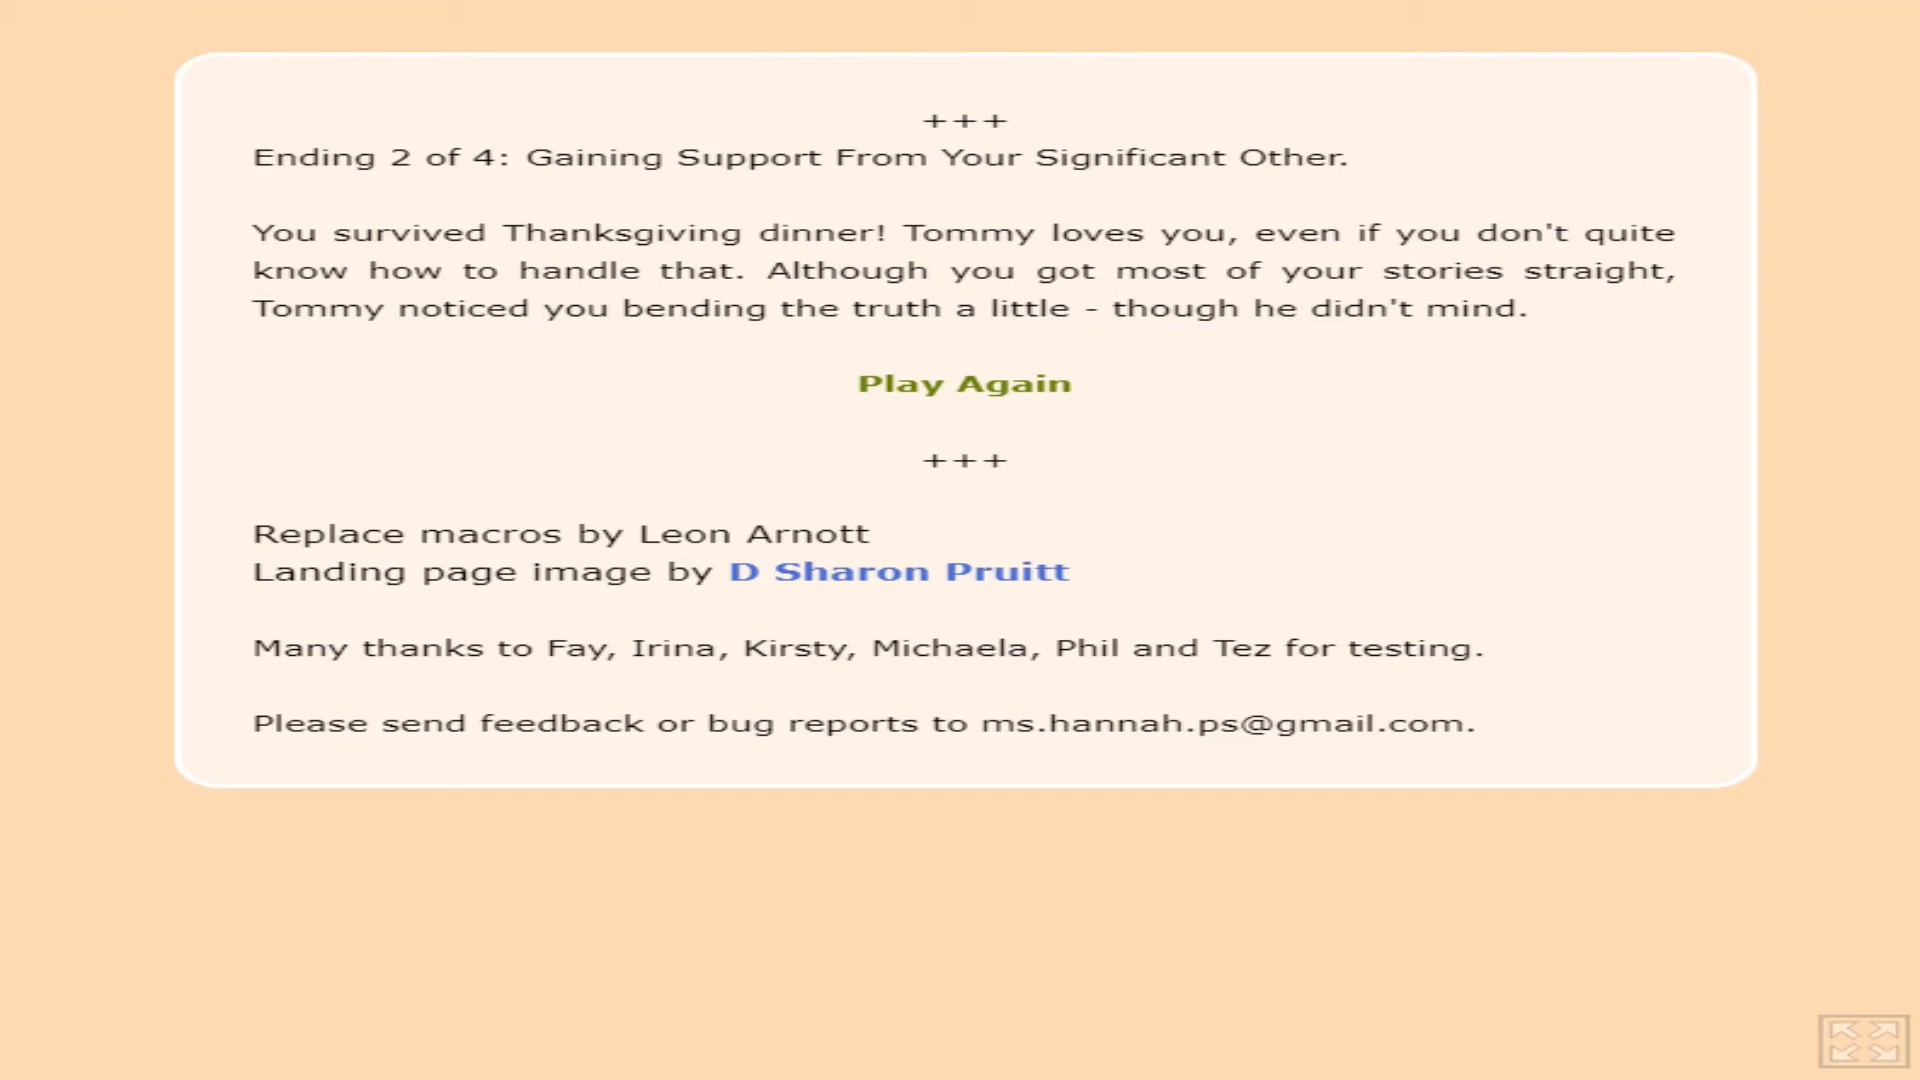 +++
Ending 2 of 4: Gaining Support From Your Significant Other.
You survived Thanksgiving dinner! Tommy loves you, even if you don't quite
know how to handle that. Although you got most of your stories straight,
Tommy noticed you bending the truth a little - though he didn't mind.
Play Again
+++
Replace macros by Leon Arnott
Landing page image by D Sharon Pruitt
Many thanks to Fay, Irina, Kirsty, Michaela, Phil and Tez for testing.
Please send feedback or bug reports to ms.hannah.ps@gmail.com.